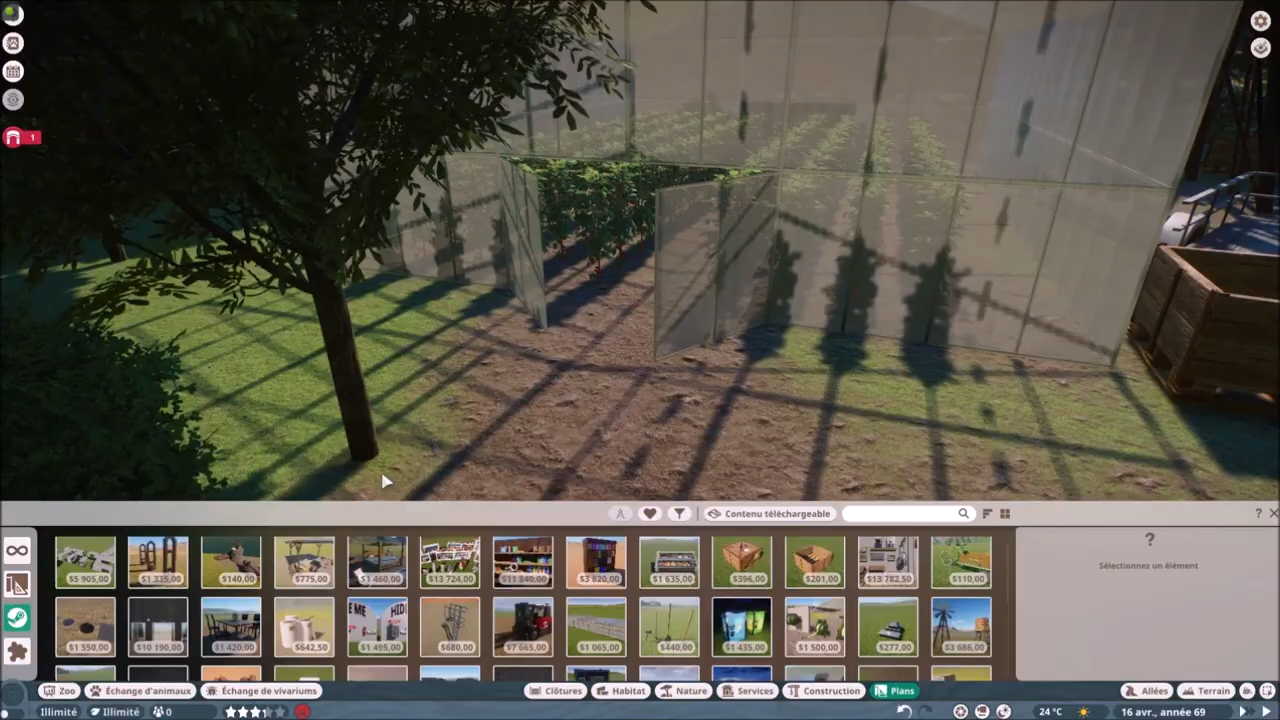 1
Contenu téléchargeable
? ×
$5 905,00 $1 335,00 $140,00 $775,00 $1 460,00 $13 724,00 $11 840,00 $3 820,00 $1 635,00 $396,00 $201,00 $13 782,50 $110,00
?
Sélectionnez un élément
ME HID
$1 550,00 $10 190,00 $1 420,00 $642,50 $1 495,00 $680,00 $7 665,00 $1 065,00 $440,00 $1 435,00 $1 500,00 $277,00 $3 686,00
Zoo Échange d'animaux Échange de vivariums Clôtures Habitat Nature Services Construction Plans Allées Terrain
Illimité Illimité 0 24 °C 16 avr., année 69